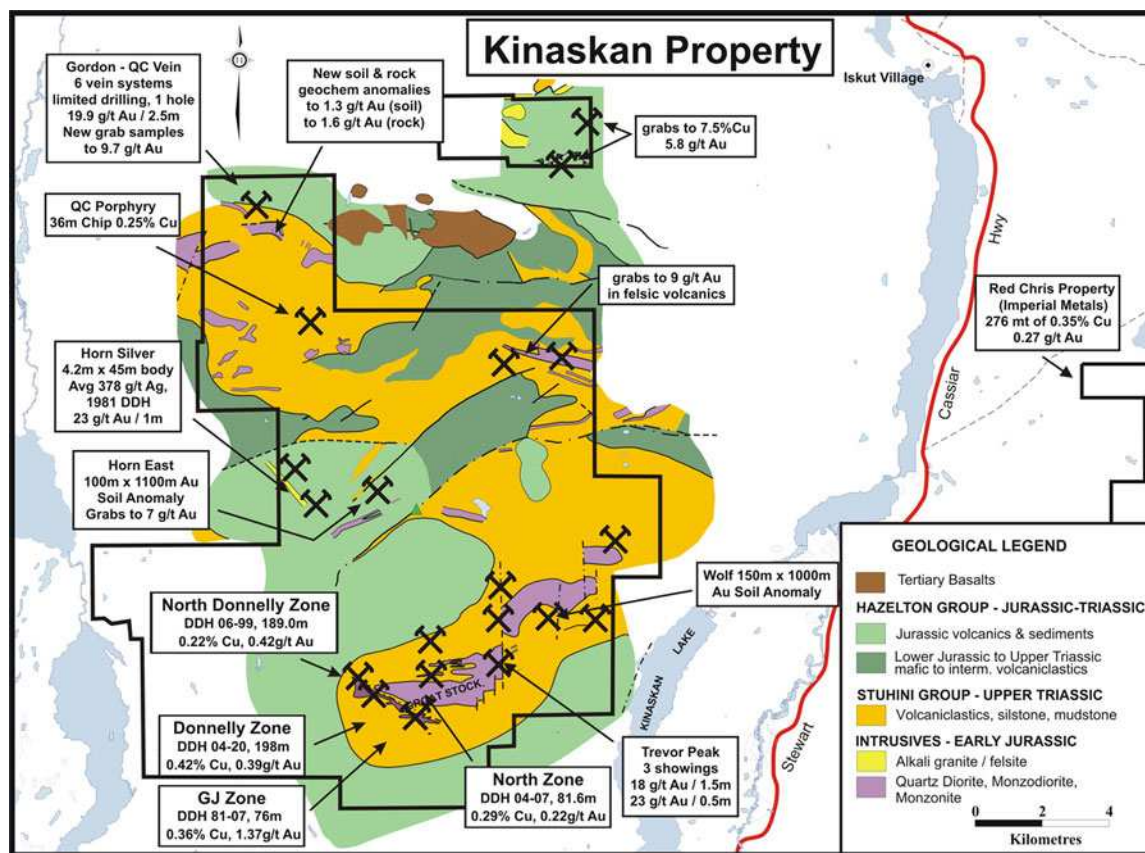 Kinaskan Property
Gordon - QC Vein
6 vein systems
limited drilling, 1 hole
19.9 g/t Au / 2.5m
New grab samples
to 9.7 g/t Au
New soil & rock
geochem anomalies
to 1.3 g/t Au (soil)
to 1.6 g/t Au (rock)
grabs to 7.5%Cu
5.8 g/t Au
Iskut Village
Hwy
QC Porphyry
36m Chip 0.25% Cu
grabs to 9 g/t Au
in felsic volcanics
Red Chris Property
(Imperial Metals)
276 mt of 0.35% Cu
0.27 g/t Au
Horn Silver
4.2m x 45m body
Avg 378 g/t Ag,
1981 DDH
23 g/t Au / 1m
Cassiar
Horn East
100m x 1100m Au
Soil Anomaly
Grabs to 7 g/t Au
Wolf 150m x 1000m
Au Soil Anomaly
North Donnelly Zone
DDH 06-99, 189.0m
0.22% Cu, 0.42g/t Au
STOCK
KINASKAN LAKE
Stewart
Donnelly Zone
DDH 04-20, 198m
0.42% Cu, 0.39g/t Au
GJ Zone
DDH 81-07, 76m
0.36% Cu, 1.37g/t Au
North Zone
DDH 04-07, 81.6m
0.29% Cu, 0.22g/t Au
Trevor Peak
3 showings
18 g/t Au / 1.5m
23 g/t Au / 0.5m
GEOLOGICAL LEGEND
Tertiary Basalts
HAZELTON GROUP - JURASSIC-TRIASSIC
Jurassic volcanics & sediments
Lower Jurassic to Upper Triassic
mafic to interm. volcaniclastics
STUHINI GROUP - UPPER TRIASSIC
Volcaniclastics, silstone, mudstone
INTRUSIVES - EARLY JURASSIC
Alkali granite / felsite
Quartz Diorite, Monzodiorite,
Monzonite
0 2 4
Kilometres